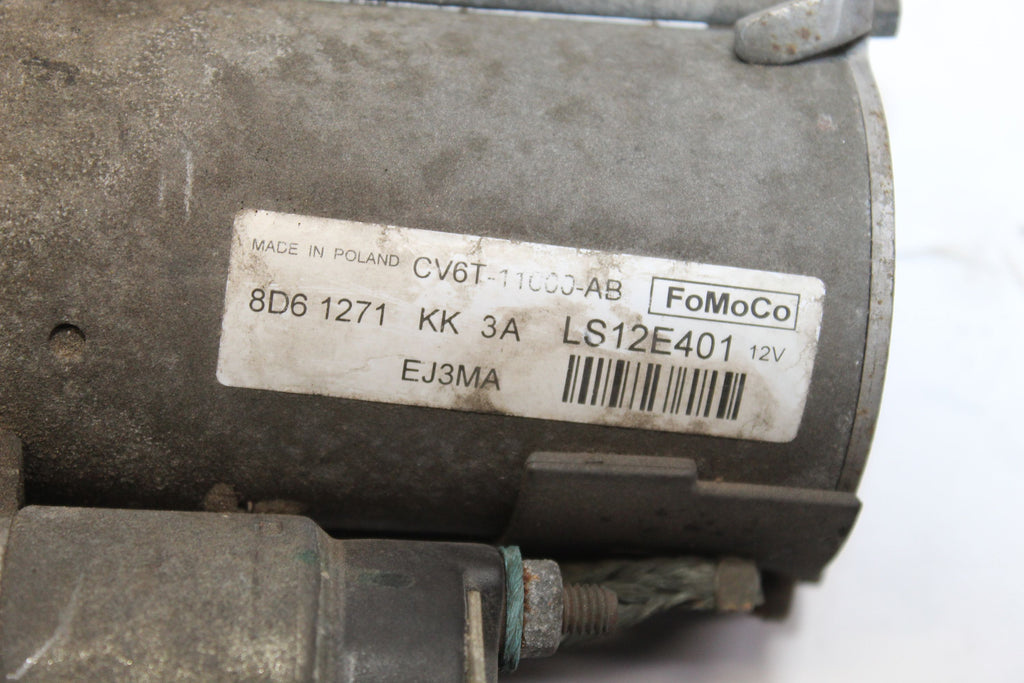 MADE IN POLAND CV6T-11000-AB FoMoCo
8D6 1271 KK 3A LS12E401 12V
EJ3MA